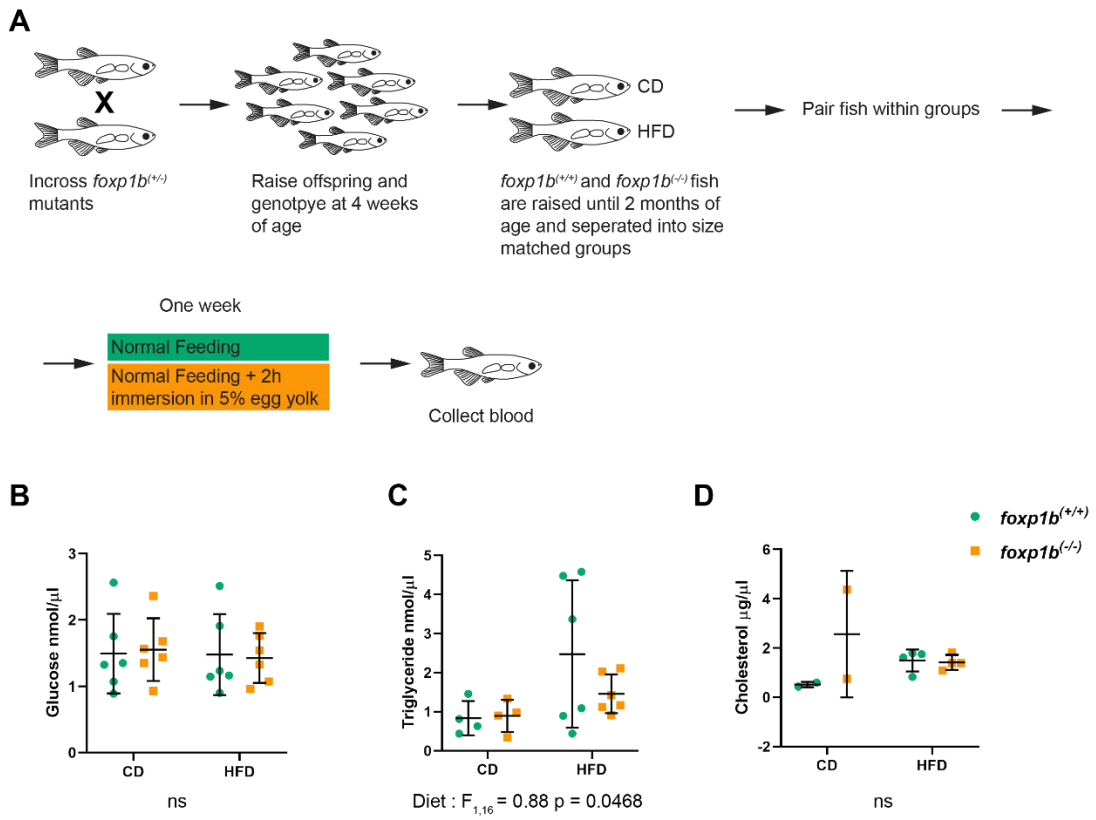 A
X
CD
HFD
Pair fish within groups
Incross foxp1b(+/-)
mutants
Raise offspring and
genotpye at 4 weeks
of age
foxp1b(+/+) and foxp1b(-/-) fish
are raised until 2 months of
age and seperated into size
matched groups
One week
Normal Feeding
Normal Feeding + 2h
immersion in 5% egg yolk
Collect blood
B
Glucose nmol/µl
3
2
1
0
CD HFD
ns
C
Triglyceride nmol/µl
5
4
3
2
1
0
CD HFD
Diet : F1,16 = 0.88 p = 0.0468
D
Cholesterol µg/µl
6
4
2
0
-2
CD HFD
ns
foxp1b(+/+)
foxp1b(-/-)